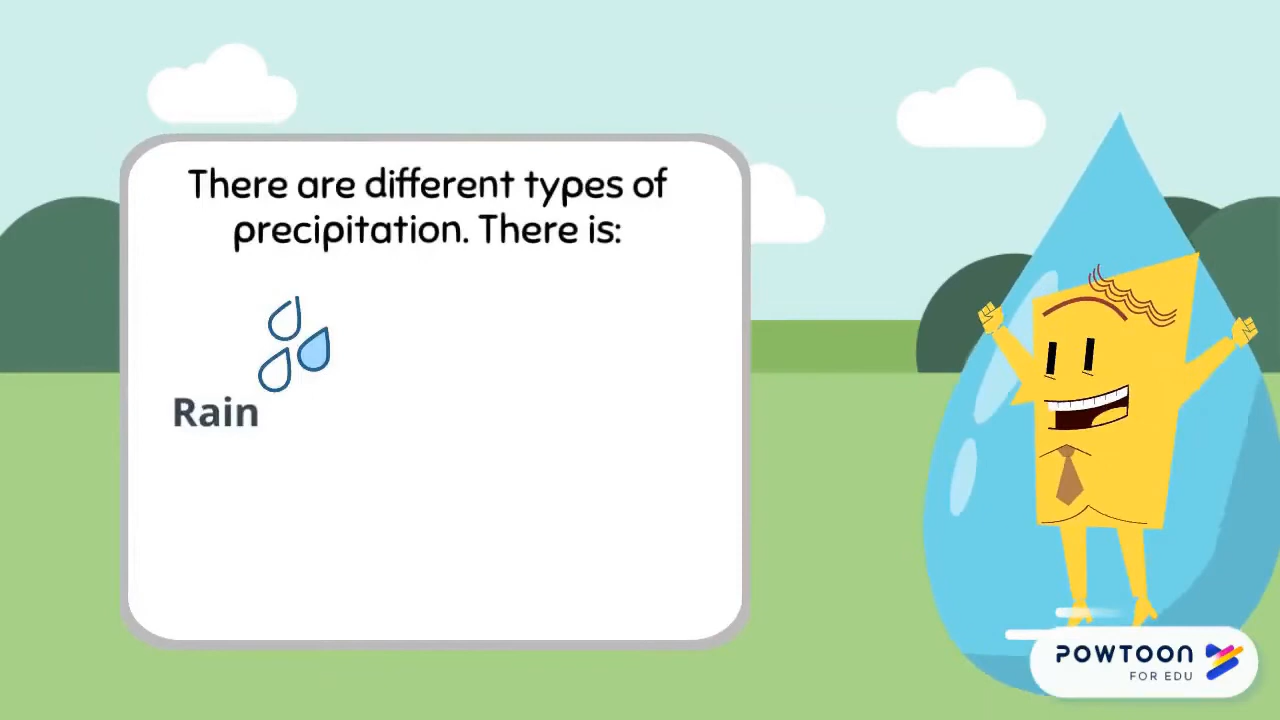 There are different types of
precipitation. There is:
Rain
POWTOON
FOR EDU